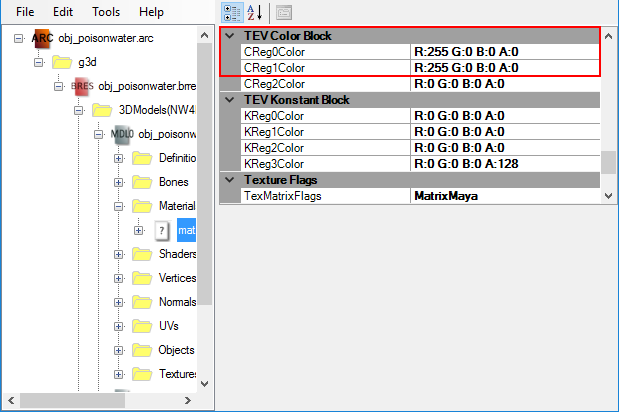 File Edit Tools Help
ARC obj_poisonwater.arc
g3d
BRES obj_poisonwater.brre
3DModels(NW4
MDL0 obj_poisonw
Definitio
Bones
Material
? mat
Shaders
Vertices
Normals
UVs
Objects
Textures
TEV Color Block
CReg0Color R:255 G:0 B:0 A:0
CReg1Color R:255 G:0 B:0 A:0
CReg2Color R:0 G:0 B:0 A:0
TEV Konstant Block
KReg0Color R:0 G:0 B:0 A:0
KReg1Color R:0 G:0 B:0 A:0
KReg2Color R:0 G:0 B:0 A:0
KReg3Color R:0 G:0 B:0 A:128
Texture Flags
TexMatrixFlags MatrixMaya